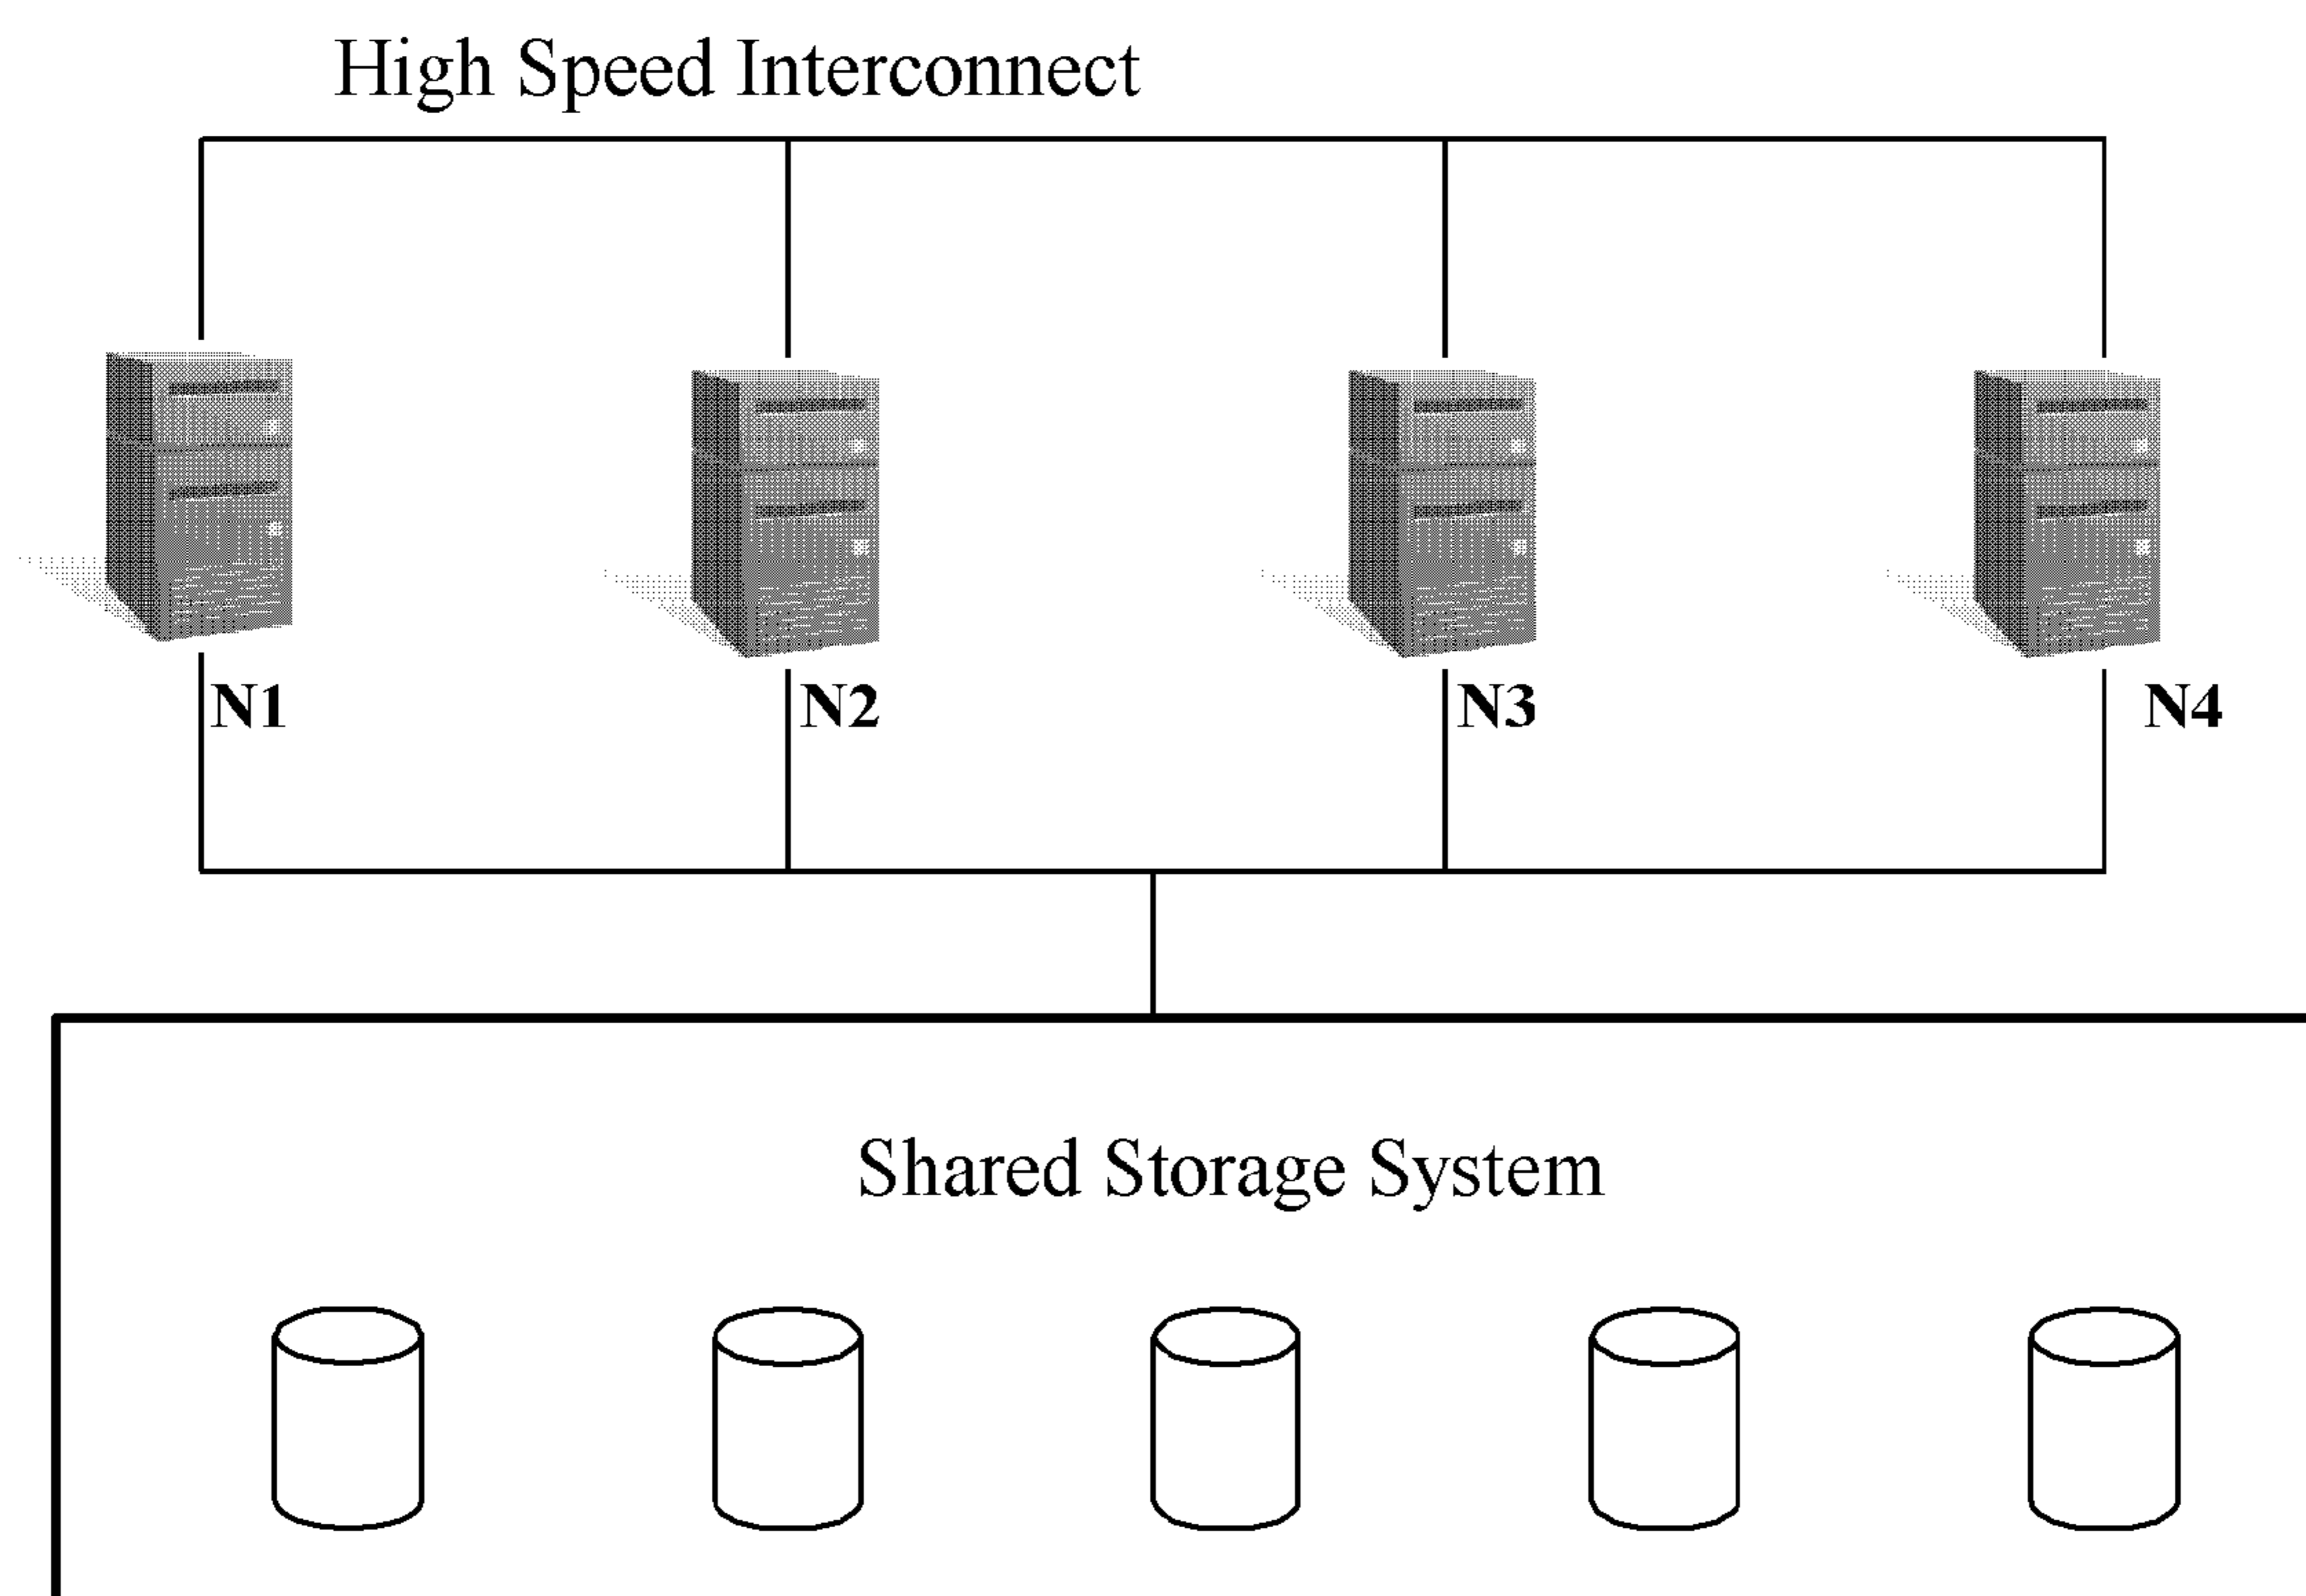 High Speed Interconnect
N1
N2
N3
N4
Shared Storage System